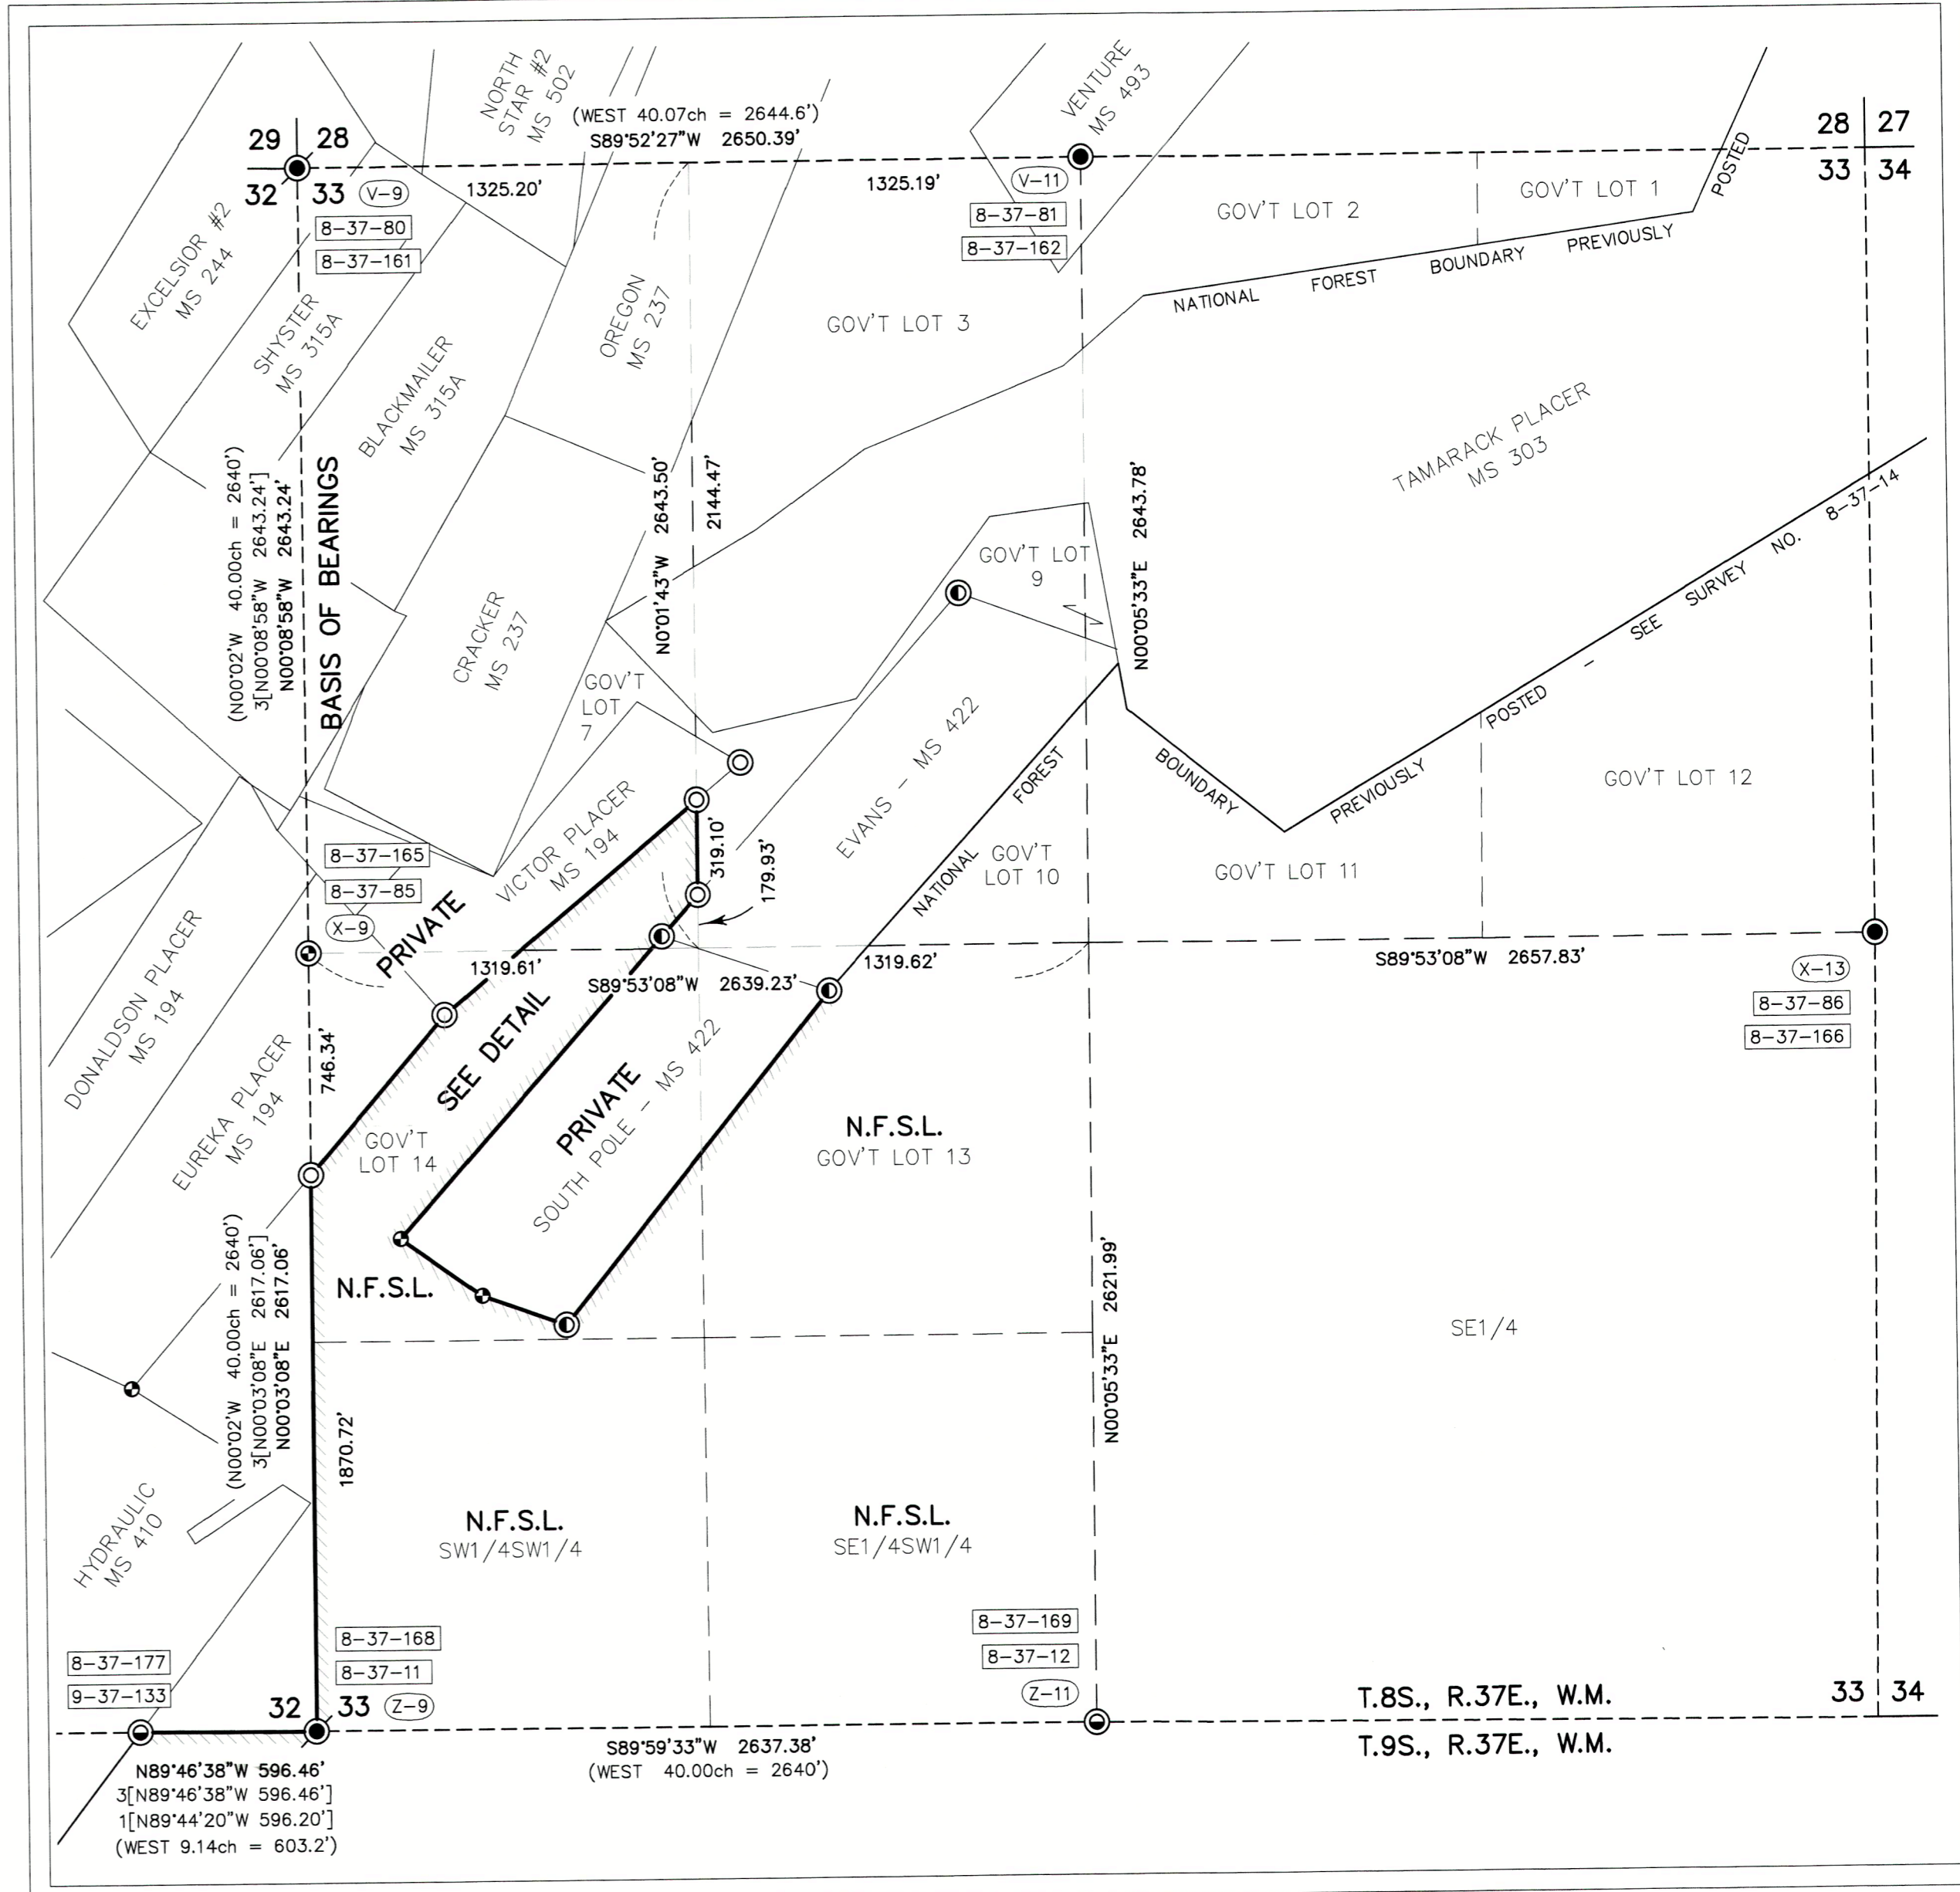 NORTH
STAR #2
MS 502
VENTURE
MS 493
(WEST 40.07ch = 2644.6')
S89°52'27"W 2650.39'
29 28
32 33
V-9
1325.20'
1325.19'
V-11
28 27
33 34
8-37-80
8-37-161
8-37-81
8-37-162
GOV'T LOT 2
GOV'T LOT 1
POSTED
NATIONAL FOREST BOUNDARY PREVIOUSLY
EXCELSIOR #2
MS 244
SHYSTER
MS 315A
BLACKMAILER
MS 315A
OREGON
MS 237
GOV'T LOT 3
TAMARACK PLACER
MS 303
(N00°02'W 40.00ch = 2640')
3[N00°08'58"W 2643.24']
N00°08'58"W 2643.24'
BASIS OF BEARINGS
N0°01'43"W 2643.50'
2144.47'
N00°05'33"E 2643.78'
GOV'T LOT
9
CRACKER
MS 237
GOV'T
LOT
7
EVANS - MS 422
NATIONAL FOREST
BOUNDARY
PREVIOUSLY POSTED - SEE SURVEY NO. 8-37-14
GOV'T LOT 12
VICTOR PLACER
MS 194
319.10'
179.93'
8-37-165
8-37-85
X-9
PRIVATE
GOV'T
LOT 10
GOV'T LOT 11
DONALDSON PLACER
MS 194
1319.61'
1319.62'
S89°53'08"W 2639.23'
S89°53'08"W 2657.83'
X-13
8-37-86
8-37-166
EUREKA PLACER
MS 194
746.34'
SEE DETAIL
PRIVATE
SOUTH POLE - MS 422
GOV'T
LOT 14
N.F.S.L.
GOV'T LOT 13
N.F.S.L.
(N00°02'W 40.00ch = 2640')
3[N00°03'08"E 2617.06']
N00°03'08"E 2617.06'
1870.72'
N00°05'33"E 2621.99'
SE1/4
HYDRAULIC
MS 410
N.F.S.L.
SW1/4SW1/4
N.F.S.L.
SE1/4SW1/4
8-37-177
9-37-133
8-37-168
8-37-11
32 33
Z-9
8-37-169
8-37-12
Z-11
T.8S., R.37E., W.M.
T.9S., R.37E., W.M.
33 34
S89°59'33"W 2637.38'
(WEST 40.00ch = 2640')
N89°46'38"W 596.46'
3[N89°46'38"W 596.46']
1[N89°44'20"W 596.20']
(WEST 9.14ch = 603.2')